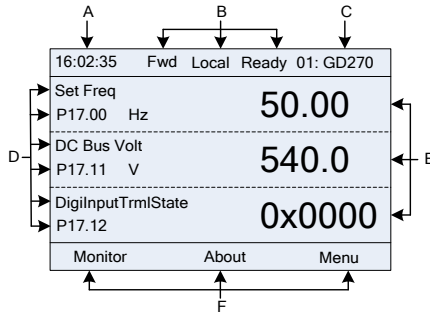 A B C
16:02:35 Fwd Local Ready 01: GD270
Set Freq
P17.00 Hz 50.00
DC Bus Volt
P17.11 V 540.0
DigiInputTrmlState
P17.12 0x0000
D E
Monitor About Menu
F